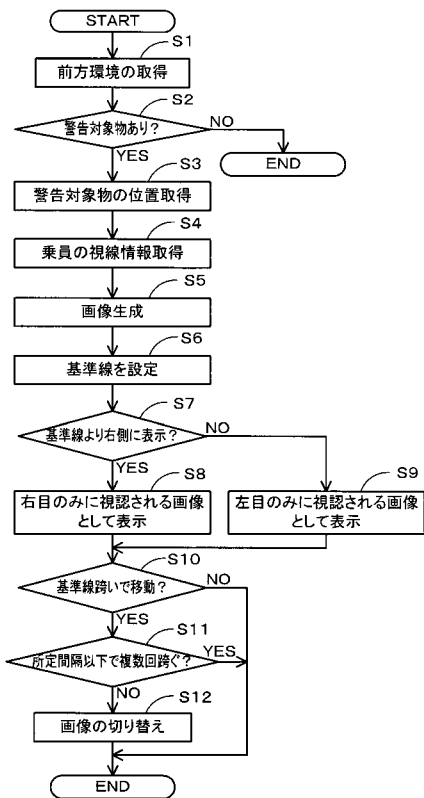 START
S1
前方環境の取得
S2
警告対象物あり?
NO
YES
END
S3
警告対象物の位置取得
S4
乗員の視線情報取得
S5
画像生成
S6
基準線を設定
S7
基準線より右側に表示?
NO
YES
S8
右目のみに視認される画像
として表示
S9
左目のみに視認される画像
として表示
S10
基準線跨いで移動?
NO
YES
S11
所定間隔以下で複数回跨ぐ?
YES
NO
S12
画像の切り替え
END